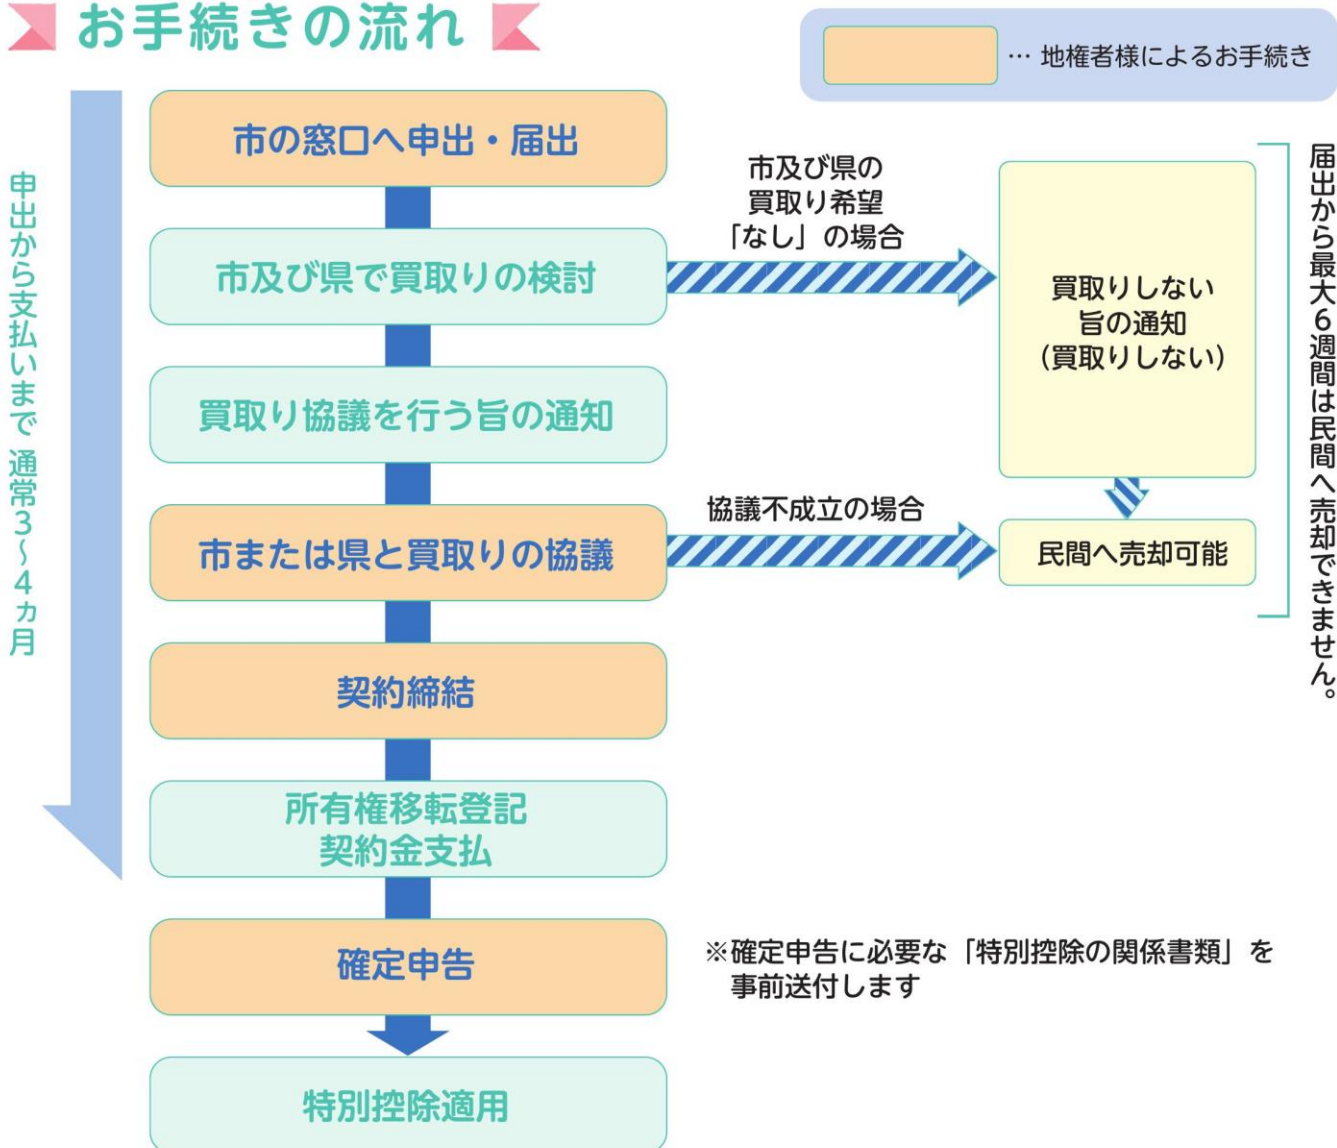 お手続きの流れ
… 地権者様によるお手続き
申出から支払いまで 通常3~4ヵ月
市の窓口へ申出・届出
市及び県で買取りの検討
市及び県の
買取り希望
「なし」の場合
買取りしない
旨の通知
(買取りしない)
届出から最大6週間は民間へ売却できません。
買取り協議を行う旨の通知
市または県と買取りの協議
協議不成立の場合
民間へ売却可能
契約締結
所有権移転登記
契約金支払
確定申告
※確定申告に必要な「特別控除の関係書類」を
事前送付します
特別控除適用